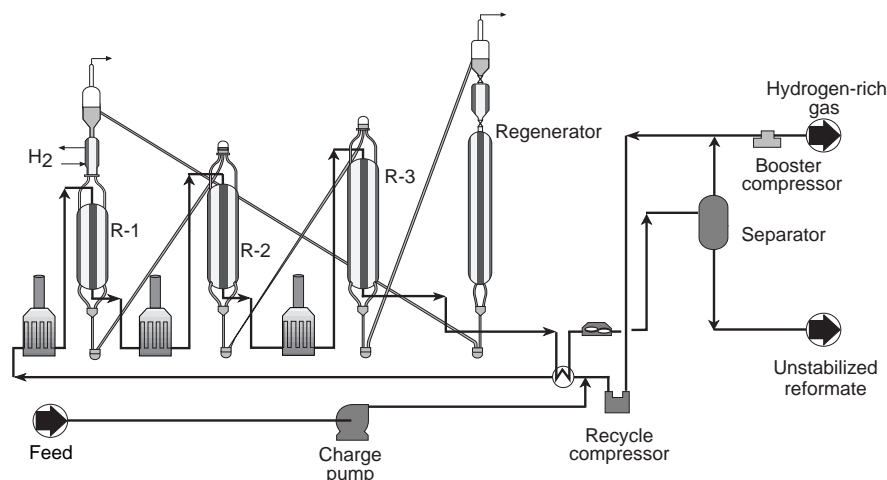 Hydrogen-rich
gas
Regenerator
H2
Booster
compressor
R-3
R-1
R-2
Separator
Unstabilized
reformate
Feed
Charge
pump
Recycle
compressor